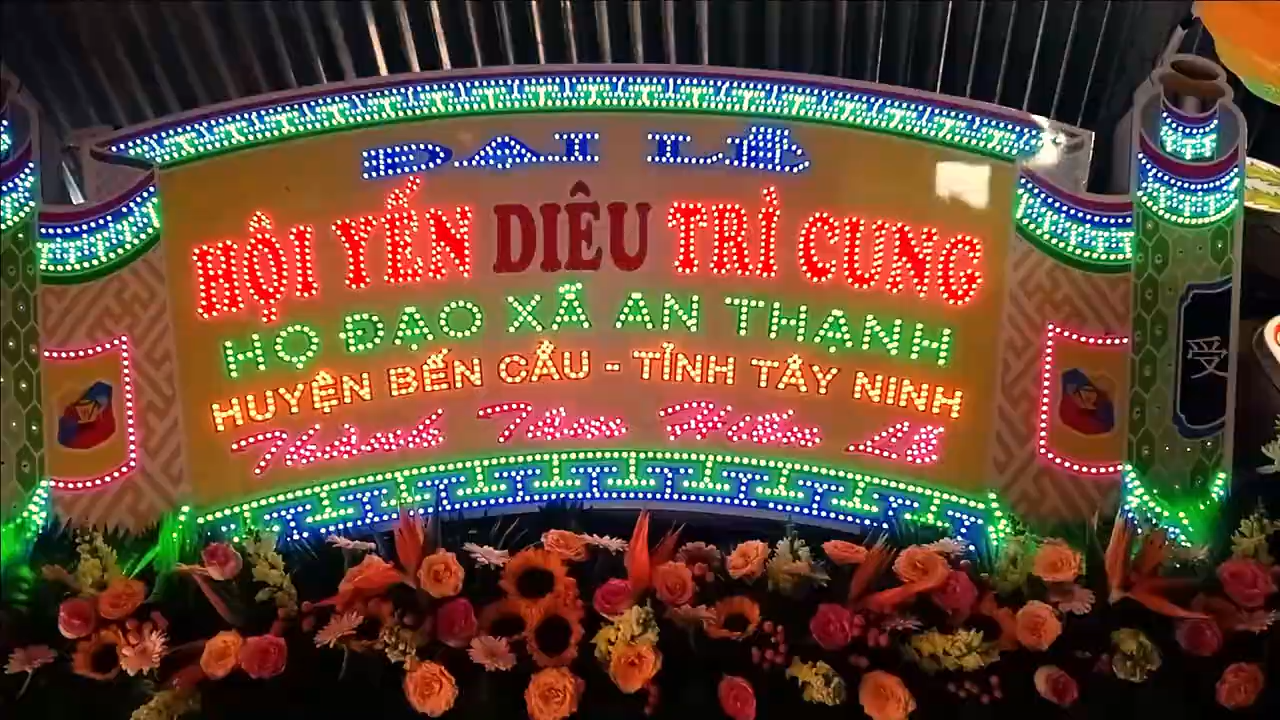 ĐẠI LỄ
HỘI YẾN DIÊU TRÌ CUNG
HỌ ĐẠO XÃ AN THẠNH
HUYỆN BẾN CẦU - TỈNH TÂY NINH
Thành Tâm Hiến Lễ
受